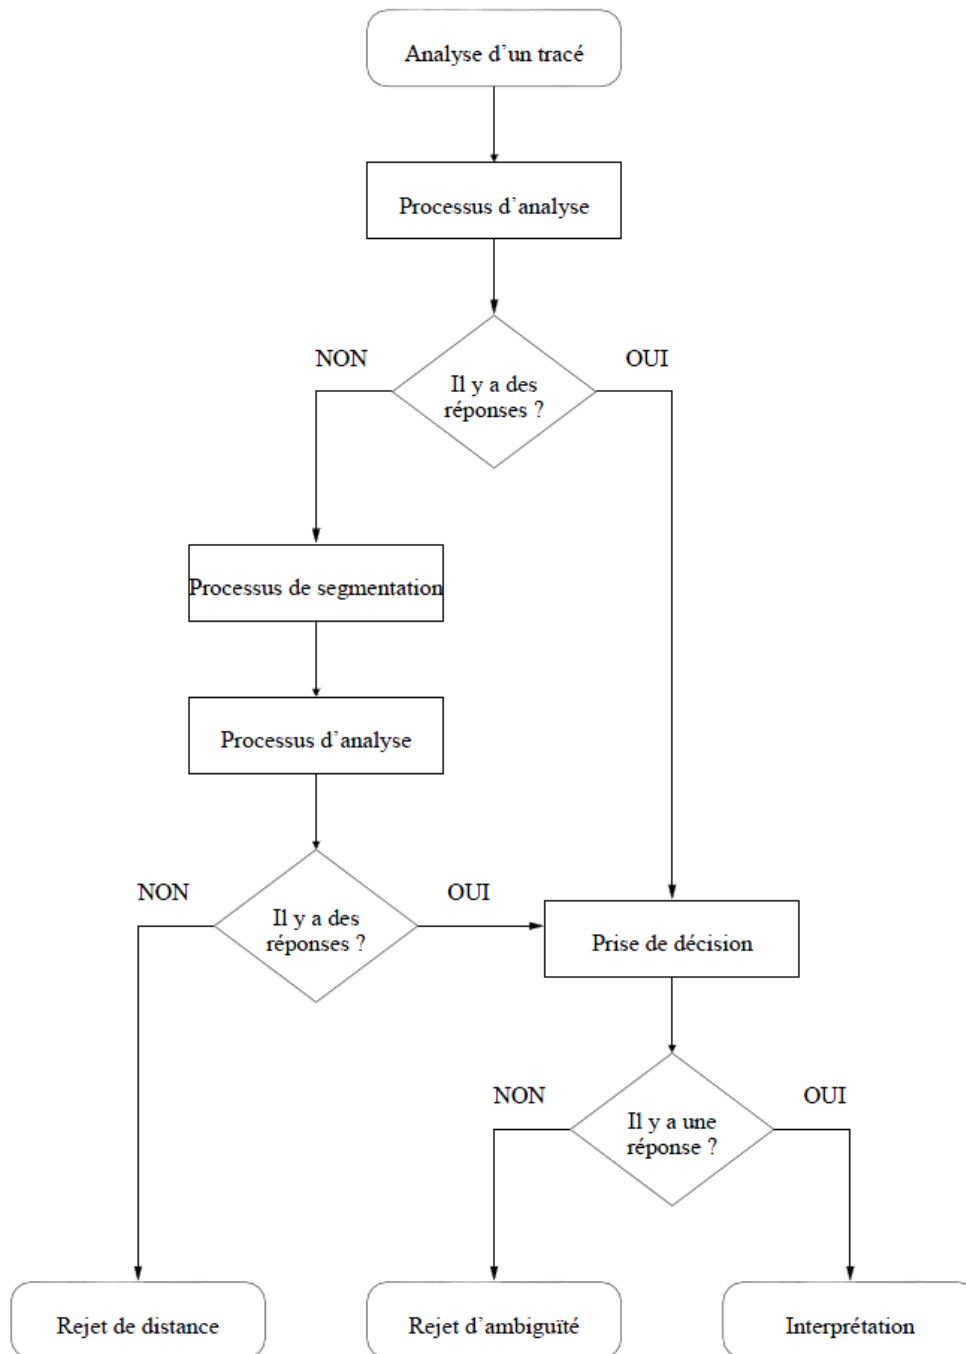 Analyse d’un tracé
Processus d’analyse
NON
OUI
Il y a des
réponses ?
Processus de segmentation
Processus d’analyse
NON
OUI
Il y a des
réponses ?
Prise de décision
NON
OUI
Il y a une
réponse ?
Rejet de distance
Rejet d’ambiguïté
Interprétation